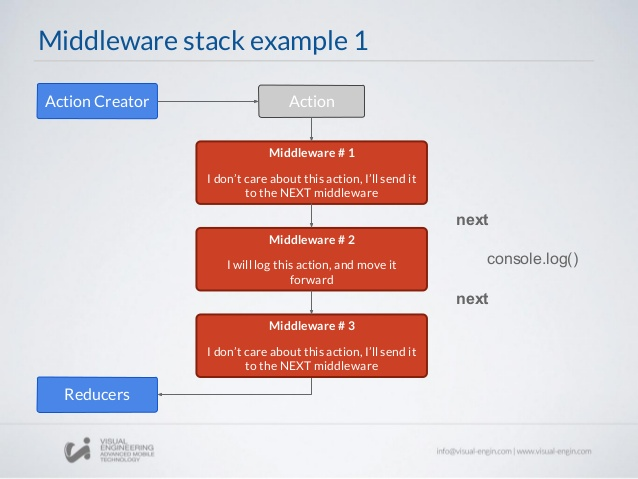 Middleware stack example 1
Action Creator
Action
Middleware # 1
I don't care about this action, I'll send it
to the NEXT middleware
next
Middleware # 2
I will log this action, and move it
forward
console.log()
next
Middleware # 3
I don't care about this action, I'll send it
to the NEXT middleware
Reducers
VISUAL
ENGINEERING
ADVANCED MOBILE
TECHNOLOGY
info@visual-engin.com | www.visual-engin.com